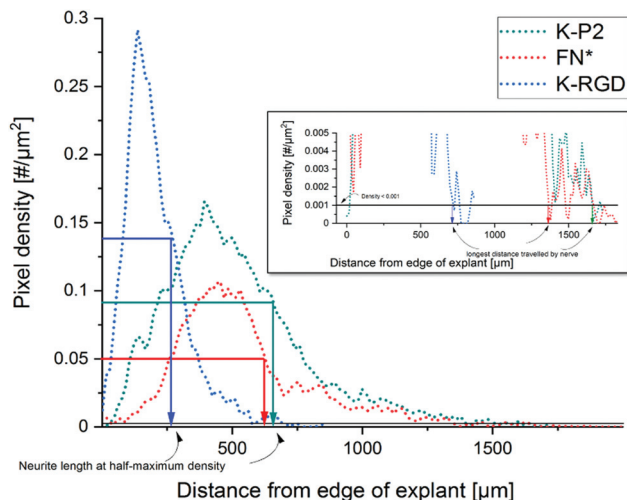 K-P2
FN*
K-RGD
Pixel density [#/µm²]
0.3
0.25
0.2
0.15
0.1
0.05
0
500
1000
1500
Distance from edge of explant [µm]
Neurite length at half-maximum density
Pixel density [#/µm²]
0.005
0.004
0.003
0.002
0.001
0
Density < 0.001
0
500
1000
1500
longest distance travelled by nerve
Distance from edge of explant [µm]